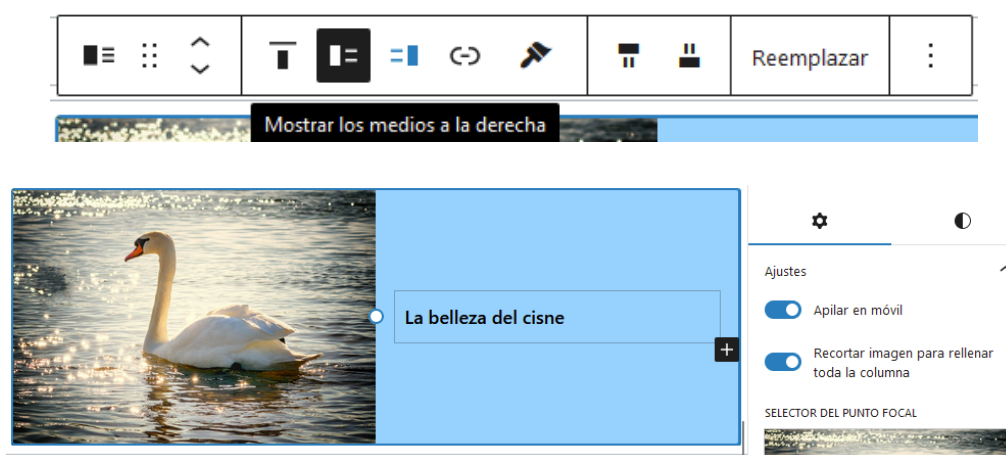 Reemplazar
Mostrar los medios a la derecha
La belleza del cisne
Ajustes
Apilar en móvil
Recortar imagen para rellenar
toda la columna
SELECTOR DEL PUNTO FOCAL